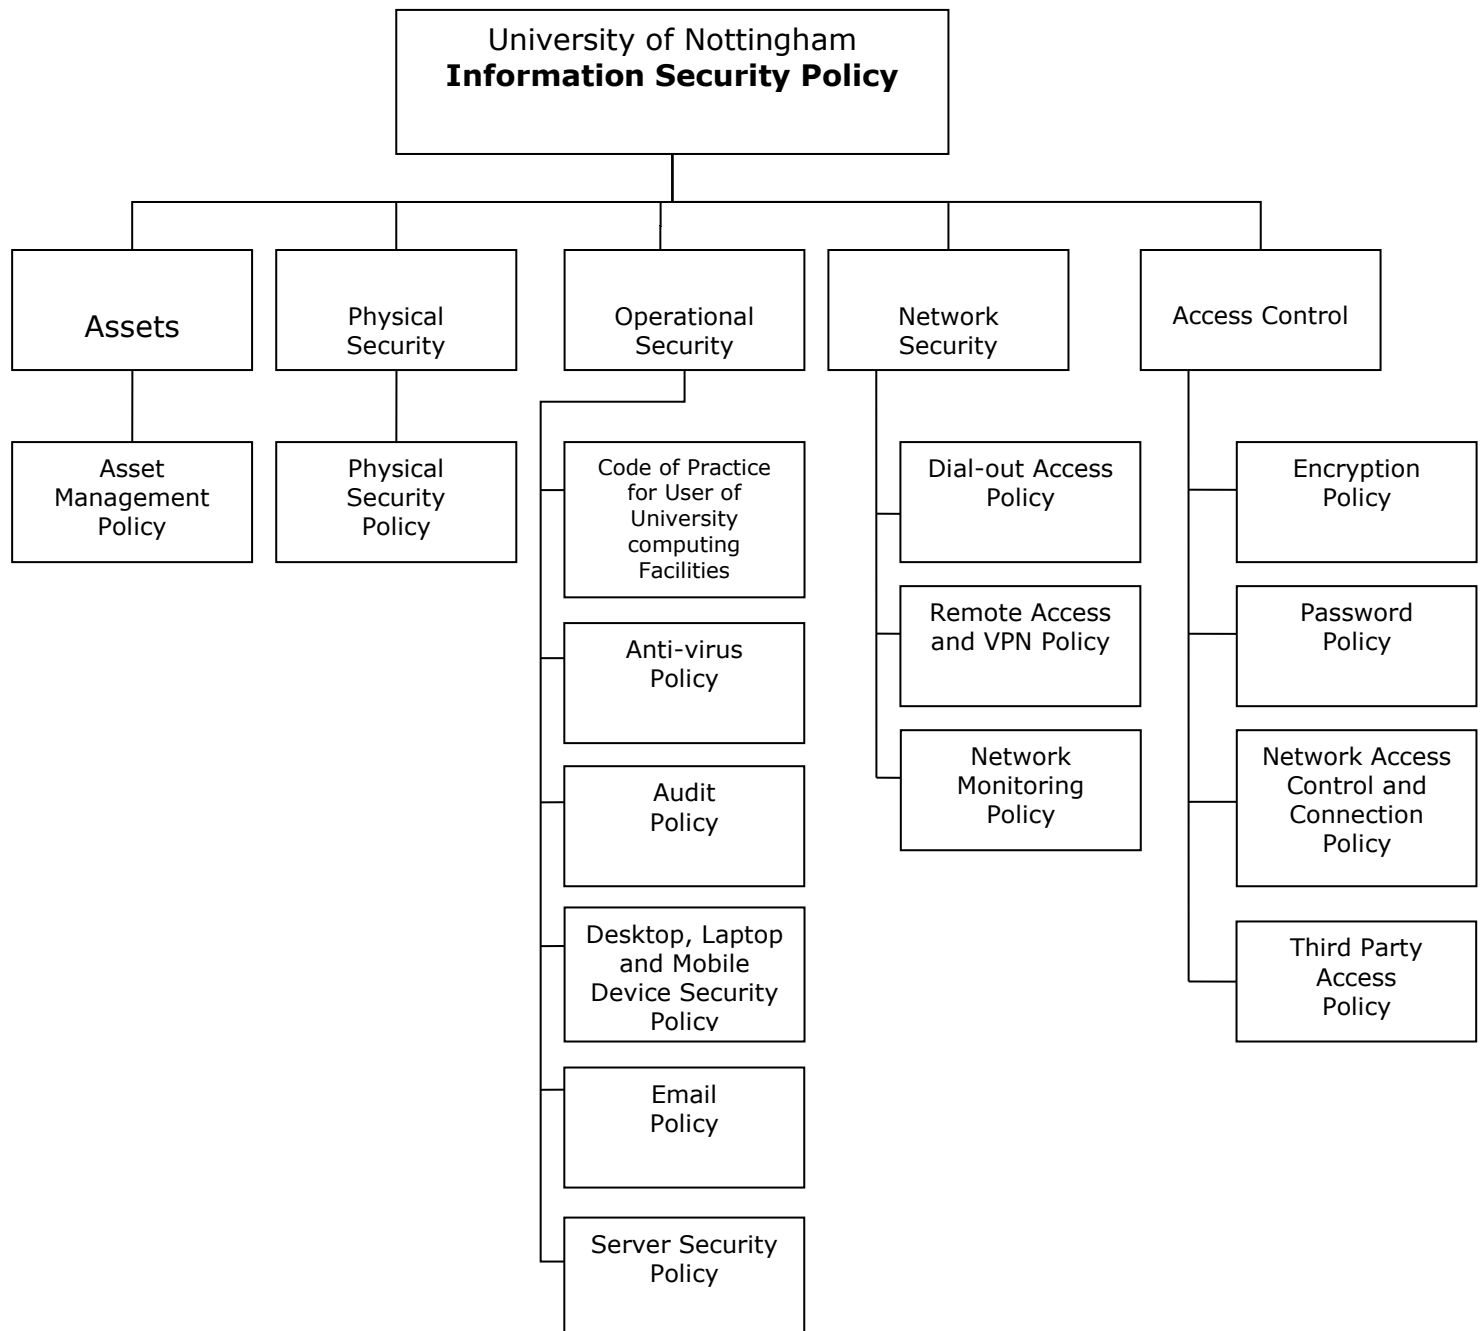 University of Nottingham
Information Security Policy
Assets
Physical
Security
Operational
Security
Network
Security
Access Control
Asset
Management
Policy
Physical
Security
Policy
Code of Practice
for User of
University
computing
Facilities
Anti-virus
Policy
Audit
Policy
Desktop, Laptop
and Mobile
Device Security
Policy
Email
Policy
Server Security
Policy
Dial-out Access
Policy
Remote Access
and VPN Policy
Network
Monitoring
Policy
Encryption
Policy
Password
Policy
Network Access
Control and
Connection
Policy
Third Party
Access
Policy